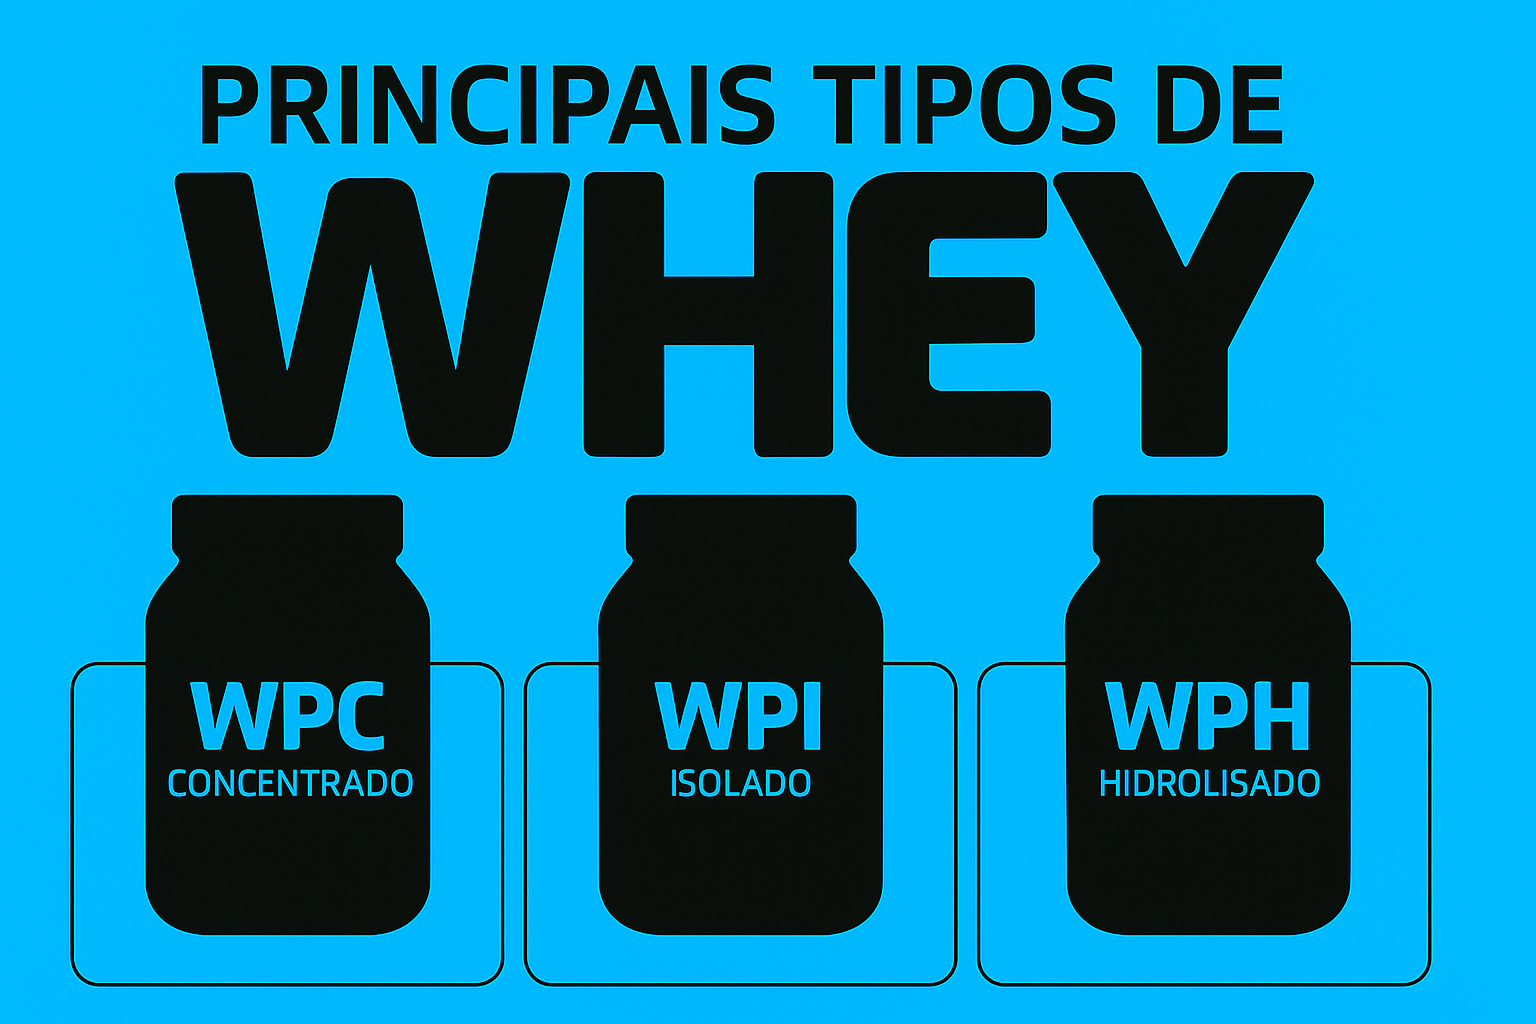 PRINCIPAIS TIPOS DE
WHEY
WPC
CONCENTRADO
WPI
ISOLADO
WPH
HIDROLISADO